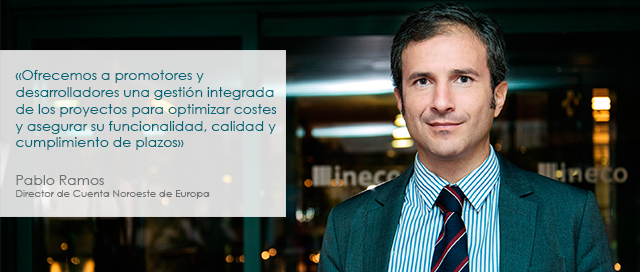 «Ofrecemos a promotores y
desarrolladores una gestión integrada
de los proyectos para optimizar costes
y asegurar su funcionalidad, calidad y
cumplimiento de plazos»
Pablo Ramos
Director de Cuenta Noroeste de Europa
ineco
ineco